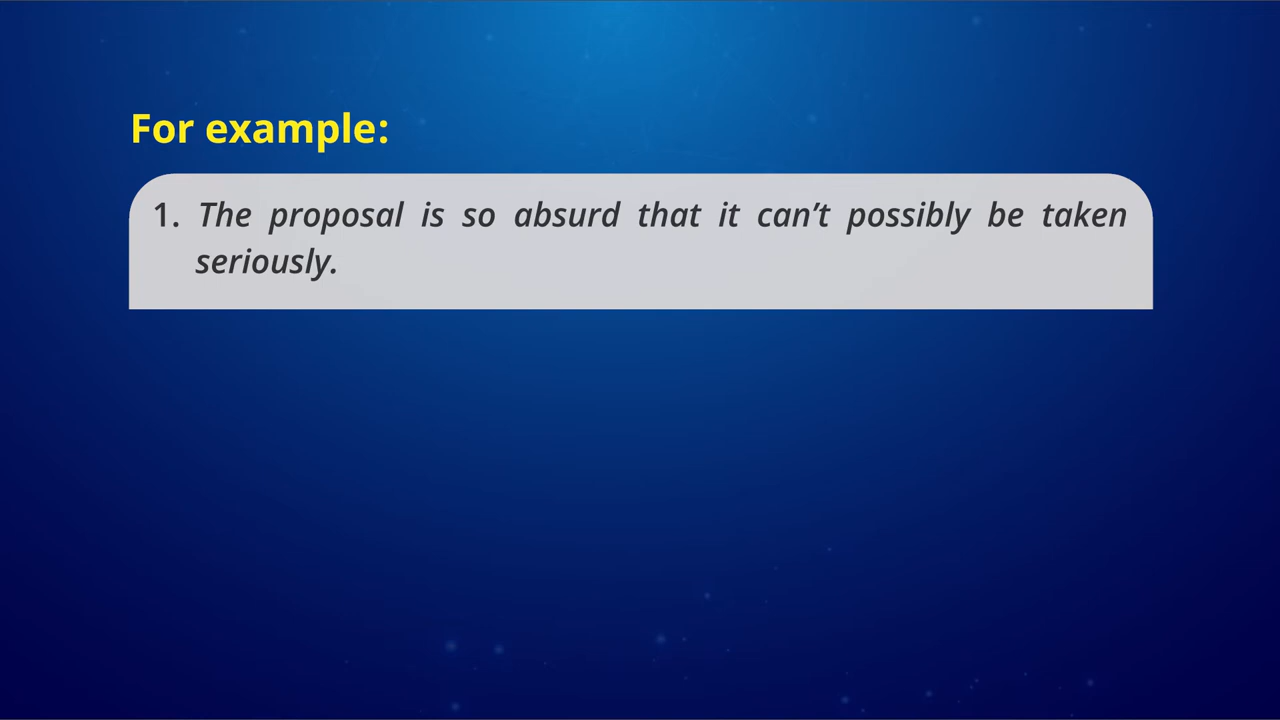 For example:
1. The proposal is so absurd that it can’t possibly be taken
seriously.